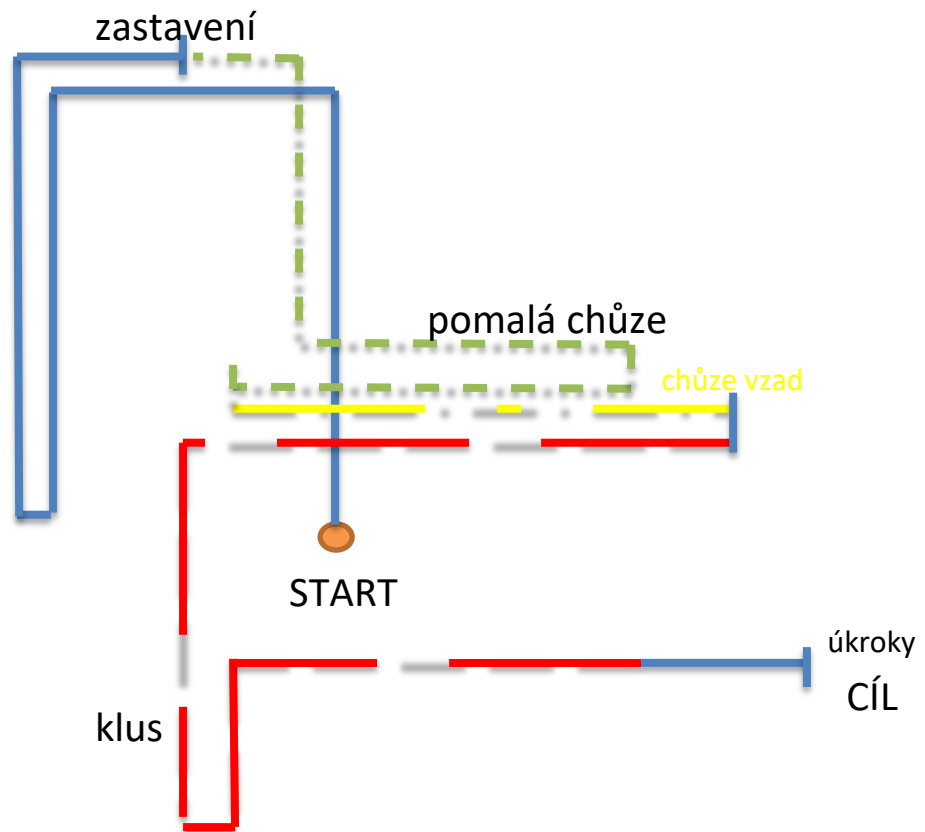 zastavení
pomalá chůze
chůze vzad
START
úkroky
CÍL
klus